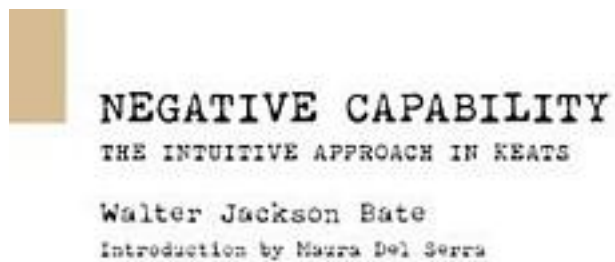 NEGATIVE CAPABILITY
THE INTUITIVE APPROACH IN KEATS
Walter Jackson Bate
Introduction by Maura Del Serra